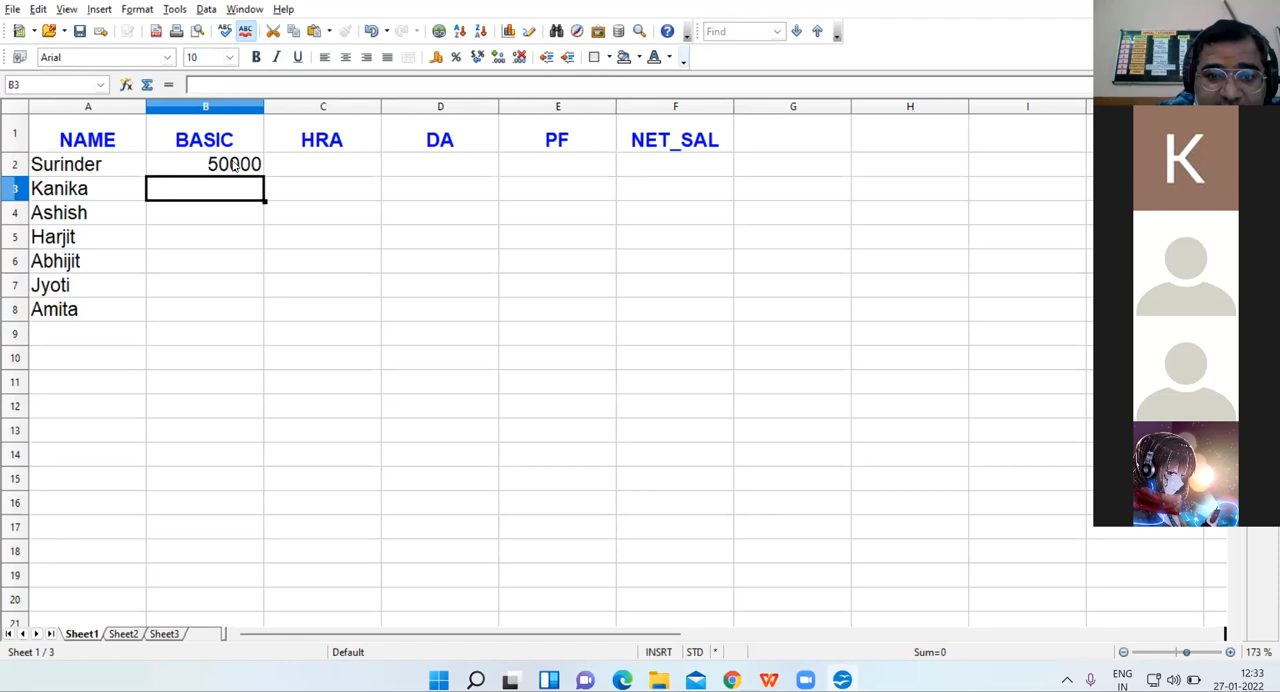 File Edit View Insert Format Tools Data Window Help
Find
Arial 10 B I U
B3
A B C D E F G H I
1 NAME BASIC HRA DA PF NET_SAL
2 Surinder 50000
3 Kanika
4 Ashish
5 Harjit
6 Abhijit
7 Jyoti
8 Amita
9
10
11
12
13
14
15
16
17
18
19
20
21
K
Sheet1 Sheet2 Sheet3
Sheet 1 / 3 Default INSRT STD * Sum=0 173 %
ENG
IN
12:33
27-01-2022